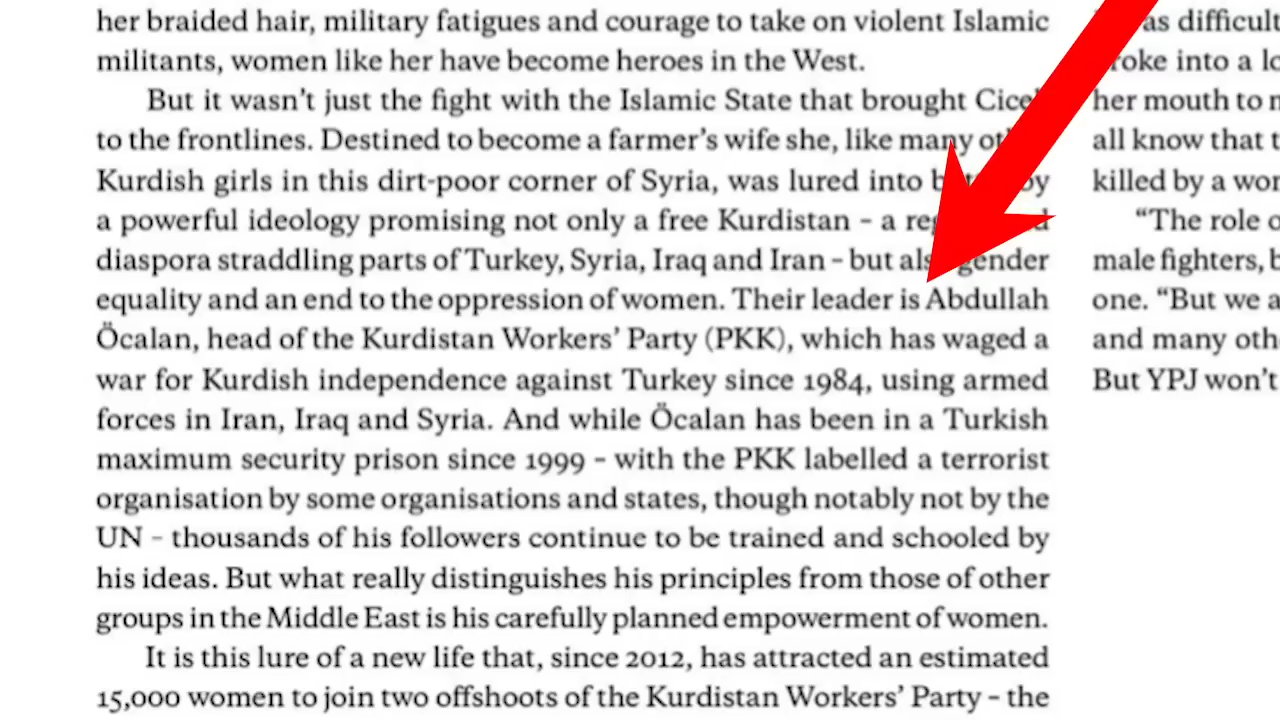 her braided hair, military fatigues and courage to take on violent Islamic
militants, women like her have become heroes in the West.
But it wasn't just the fight with the Islamic State that brought
to the frontlines. Destined to become a farmer's wife she, like many
Kurdish girls in this dirt-poor corner of Syria, was lured into by
a powerful ideology promising not only a free Kurdistan – a
diaspora straddling parts of Turkey, Syria, Iraq and Iran – but gender
equality and an end to the oppression of women. Their leader is Abdullah
Öcalan, head of the Kurdistan Workers' Party (PKK), which has waged a
war for Kurdish independence against Turkey since 1984, using armed
forces in Iran, Iraq and Syria. And while Öcalan has been in a Turkish
maximum security prison since 1999 – with the PKK labelled a terrorist
organisation by some organisations and states, though notably not by the
UN – thousands of his followers continue to be trained and schooled by
his ideas. But what really distinguishes his principles from those of other
groups in the Middle East is his carefully planned empowerment of women.
It is this lure of a new life that, since 2012, has attracted an estimated
15,000 women to join two offshoots of the Kurdistan Workers' Party – the
as
into a
her mouth to
all know that
killed by a
"The role
male fighters,
one. "But we
and many
But YPJ won't